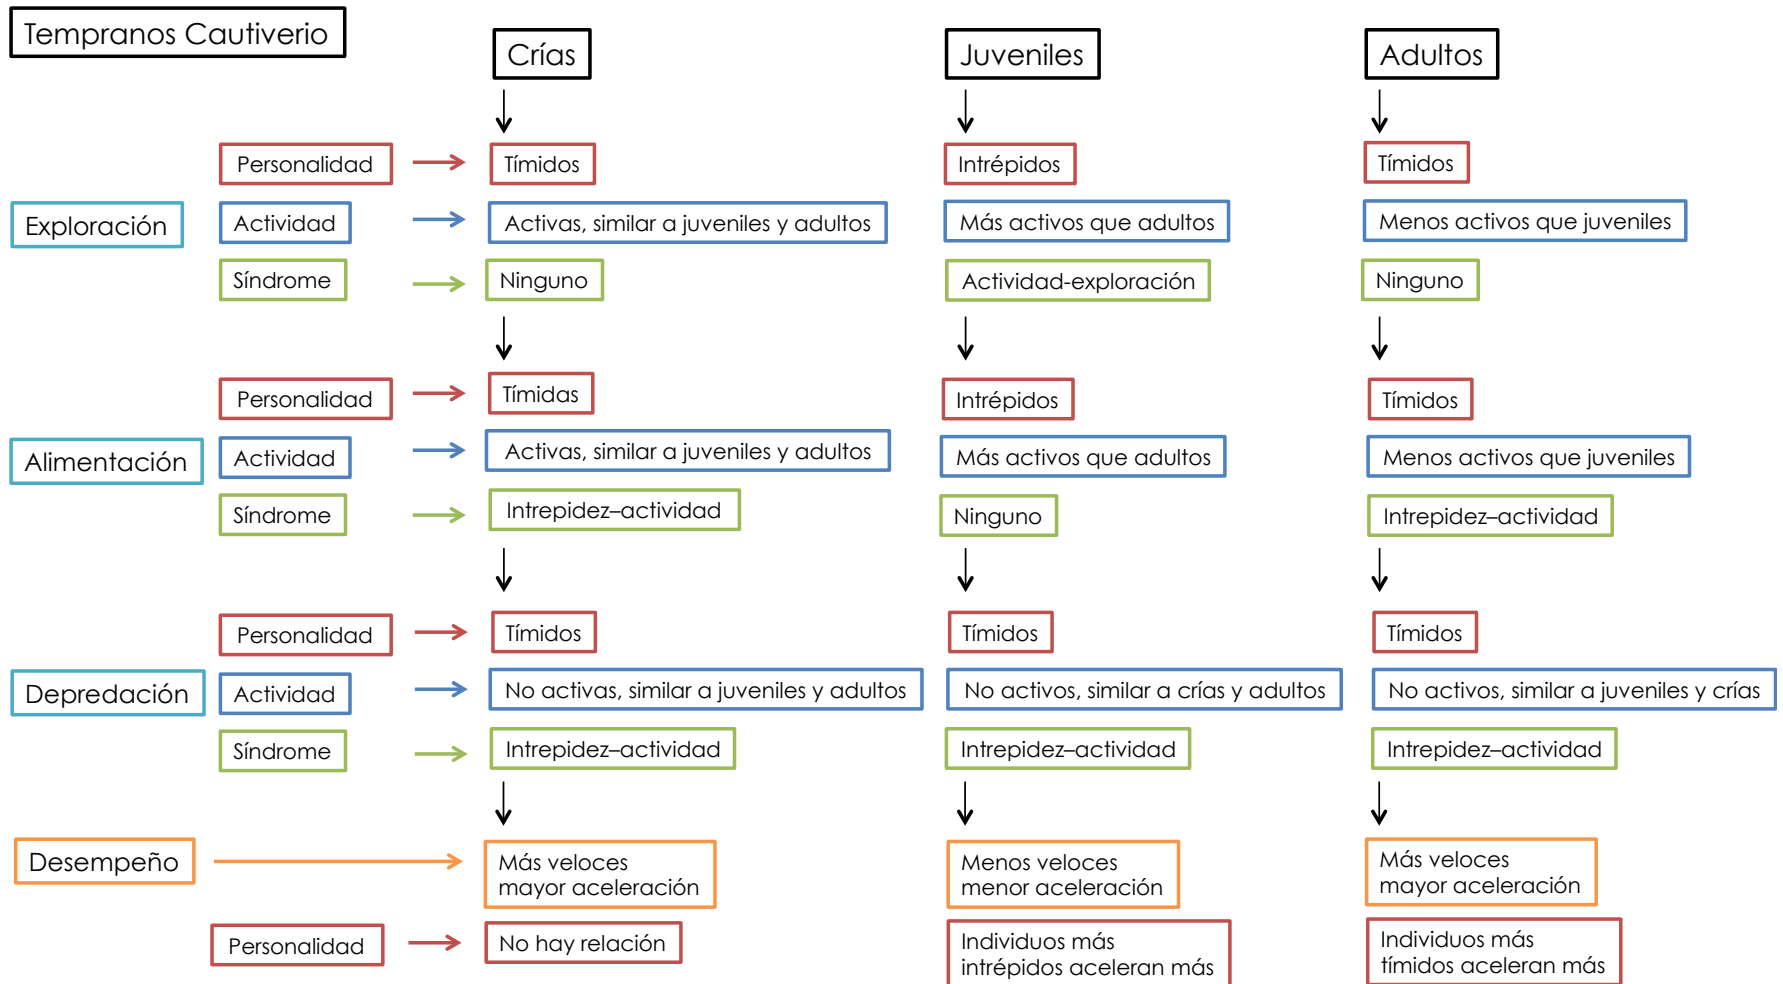 Tempranos Cautiverio
Crías
Juveniles
Adultos
Personalidad
Tímidos
Intrépidos
Tímidos
Exploración
Actividad
Activas, similar a juveniles y adultos
Más activos que adultos
Menos activos que juveniles
Síndrome
Ninguno
Actividad-exploración
Ninguno
Personalidad
Tímidas
Intrépidos
Tímidos
Alimentación
Actividad
Activas, similar a juveniles y adultos
Más activos que adultos
Menos activos que juveniles
Síndrome
Intrepidez–actividad
Ninguno
Intrepidez–actividad
Personalidad
Tímidos
Tímidos
Tímidos
Depredación
Actividad
No activas, similar a juveniles y adultos
No activos, similar a crías y adultos
No activos, similar a juveniles y crías
Síndrome
Intrepidez–actividad
Intrepidez–actividad
Intrepidez–actividad
Desempeño
Más veloces
mayor aceleración
Menos veloces
menor aceleración
Más veloces
mayor aceleración
Personalidad
No hay relación
Individuos más
intrépidos aceleran más
Individuos más
tímidos aceleran más